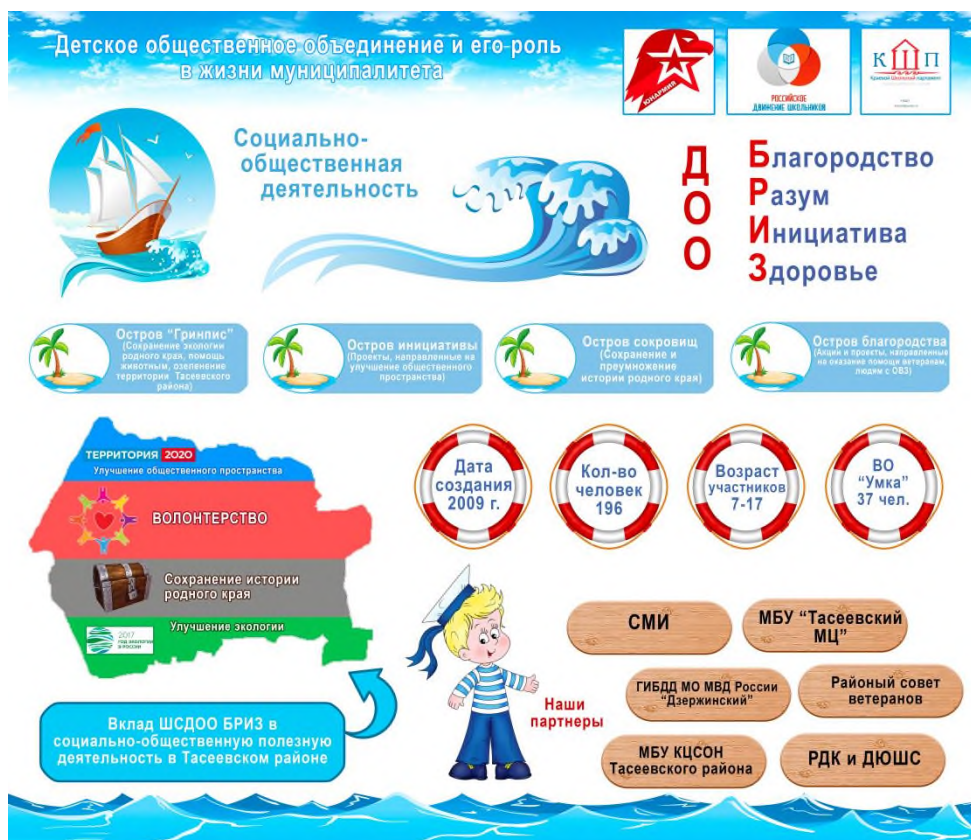 Детское общественное объединение и его роль
в жизни муниципалитета
ЮНАРМИЯ
РОССИЙСКОЕ
ДВИЖЕНИЕ ШКОЛЬНИКОВ
К Ш П
Краевой Школьный парламент
Социально-
общественная
деятельность
ДОО
Благородство
Разум
Инициатива
Здоровье
Остров "Гринпис"
(Сохранение экологии
родного края, помощь
животным, озеленение
территории Тасеевского
района)
Остров инициативы
(Проекты, направленные на
улучшение общественного
пространства)
Остров сокровищ
(Сохранение и
преумножение
истории родного края)
Остров благородства
(Акции и проекты, направленные
на оказание помощи ветеранам,
людям с ОВЗ)
ТЕРРИТОРИЯ 2020
Улучшение общественного пространства
ВОЛОНТЕРСТВО
Сохранение истории
родного края
2017
ГОД ЭКОЛОГИИ
В РОССИИ
Улучшение экологии
Дата
создания
2009 г.
Кол-во
человек
196
Возраст
участников
7-17
ВО
"Умка"
37 чел.
Вклад ШСДОО БРИЗ в
социально-общественную полезную
деятельность в Тасеевском районе
Наши
партнеры
СМИ
МБУ "Тасеевский
МЦ"
ГИБДД МО МВД России
"Дзержинский"
Районый совет
ветеранов
МБУ КЦСОН
Тасеевского района
РДК и ДЮШС